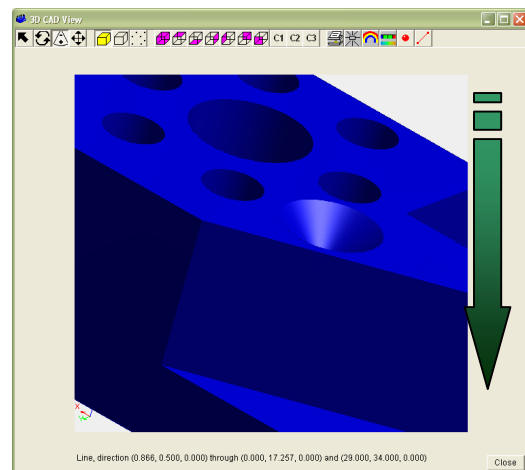 3D CAD View
C1 C2 C3
X
Line, direction (0.866, 0.500, 0.000) through (0.000, 17.257, 0.000) and (29.000, 34.000, 0.000)
Close